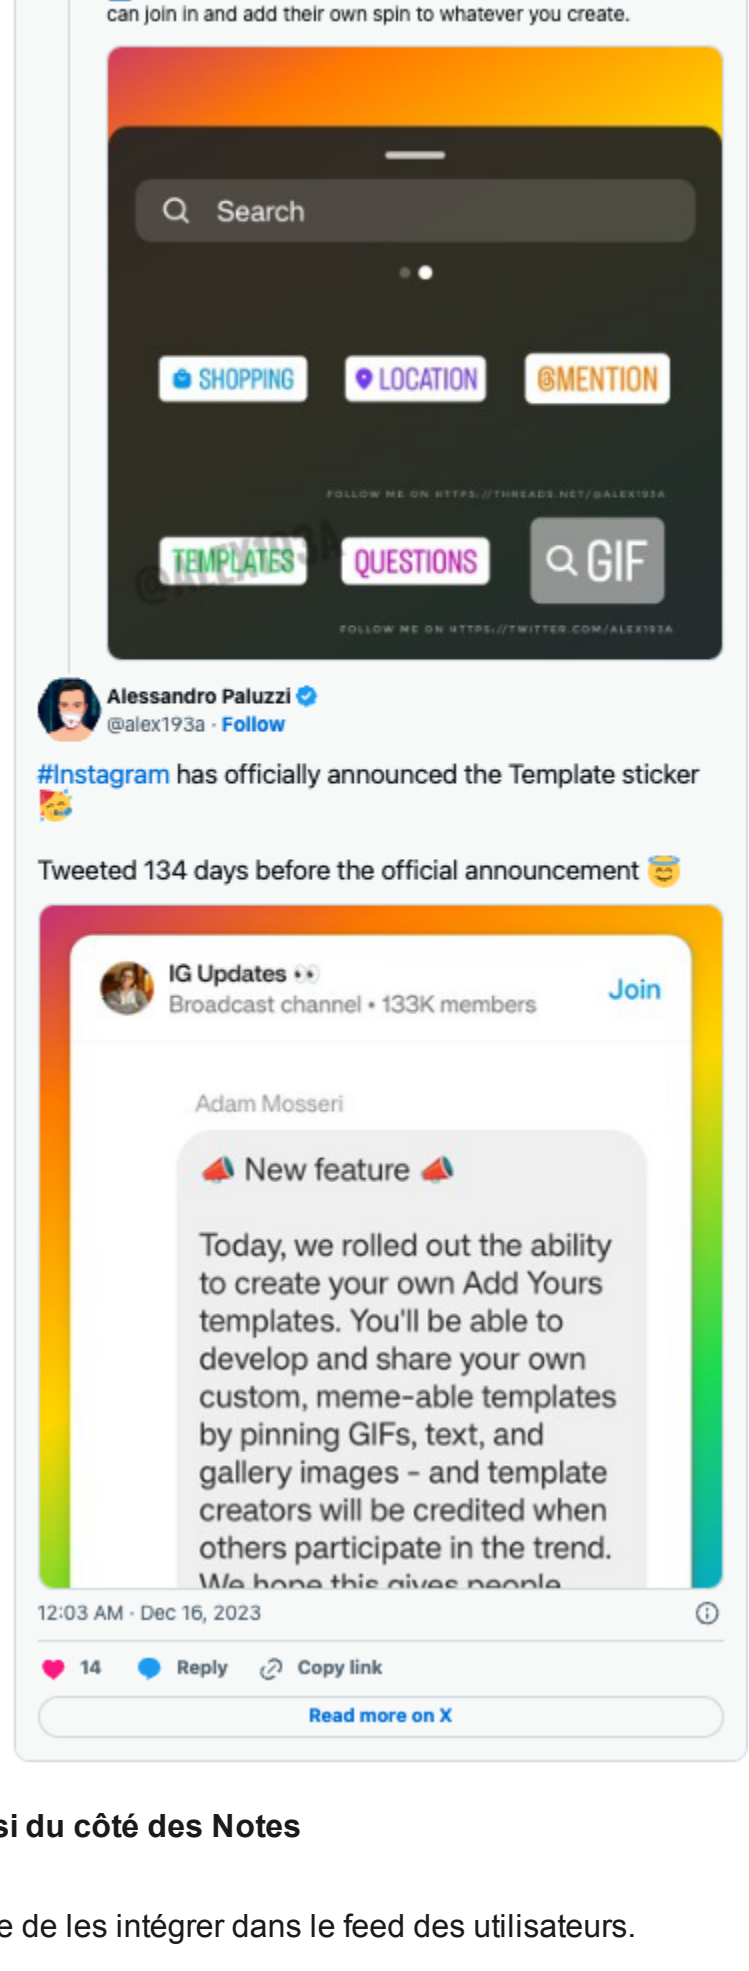 can join in and add their own spin to whatever you create.
Search
SHOPPING
LOCATION
@MENTION
FOLLOW ME ON HTTPS://THREADS.NET/@ALEX193A
@ALEX193A
TEMPLATES
QUESTIONS
GIF
FOLLOW ME ON HTTPS://TWITTER.COM/ALEX193A
Alessandro Paluzzi
@alex193a · Follow
#Instagram has officially announced the Template sticker
🥳
Tweeted 134 days before the official announcement 😇
IG Updates 👀
Broadcast channel • 133K members
Join
Adam Mosseri
📣 New feature 📣
Today, we rolled out the ability
to create your own Add Yours
templates. You'll be able to
develop and share your own
custom, meme-able templates
by pinning GIFs, text, and
gallery images - and template
creators will be credited when
others participate in the trend.
We hope this gives people
12:03 AM · Dec 16, 2023
14
Reply
Copy link
Read more on X
si du côté des Notes
e de les intégrer dans le feed des utilisateurs.